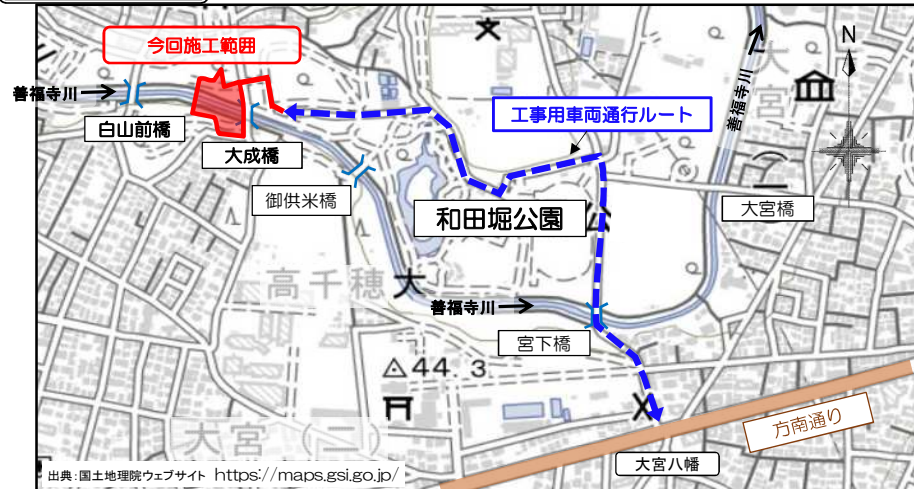 今回施工範囲
N
善福寺川
工事用車両通行ルート
善福寺川
大宮
白山前橋
大成橋
御供米橋
大宮橋
和田堀公園
公
高千穂大
善福寺川
宮下橋
44.3
方南通り
大宮(二)
大宮八幡
出典:国土地理院ウェブサイト https://maps.gsi.go.jp/